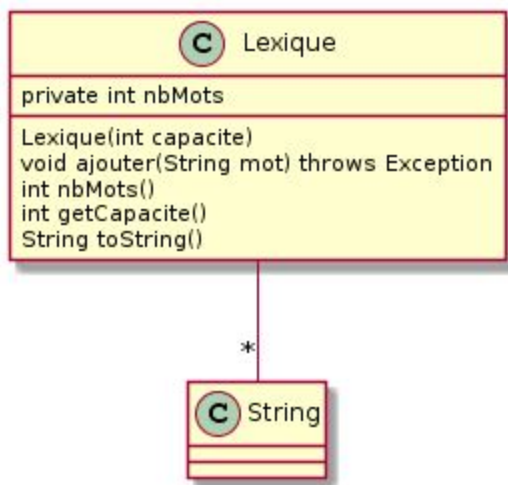 C Lexique
private int nbMots
Lexique(int capacite)
void ajouter(String mot) throws Exception
int nbMots()
int getCapacite()
String toString()
*
C String